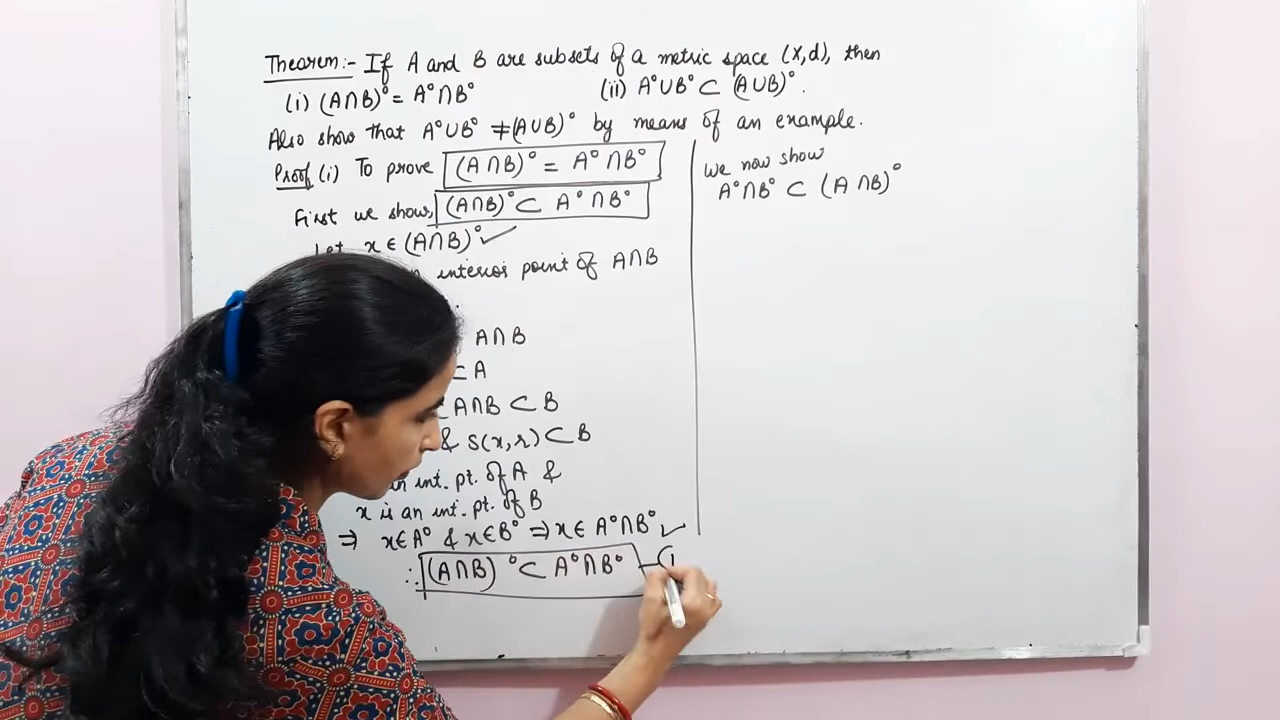 Theorem:- If A and B are subsets of a metric space (X,d), then
(i) (A∩B)° = A°∩B° (ii) A°∪B° ⊂ (A∪B)°.
Also show that A°∪B° ≠ (A∪B)° by means of an example.
Proof (i) To prove (A∩B)° = A°∩B°
First we show, (A∩B)° ⊂ A°∩B°
Let x ∈ (A∩B)° ✓
interior point of A∩B
A∩B
⊂ A
A∩B ⊂ B
& S(x,r) ⊂ B
an int. pt. of A &
x is an int. pt. of B
⇒ x∈A° & x∈B° ⇒ x∈ A°∩B° ✓
∴ (A∩B)° ⊂ A°∩B° —
We now show
A°∩B° ⊂ (A∩B)°